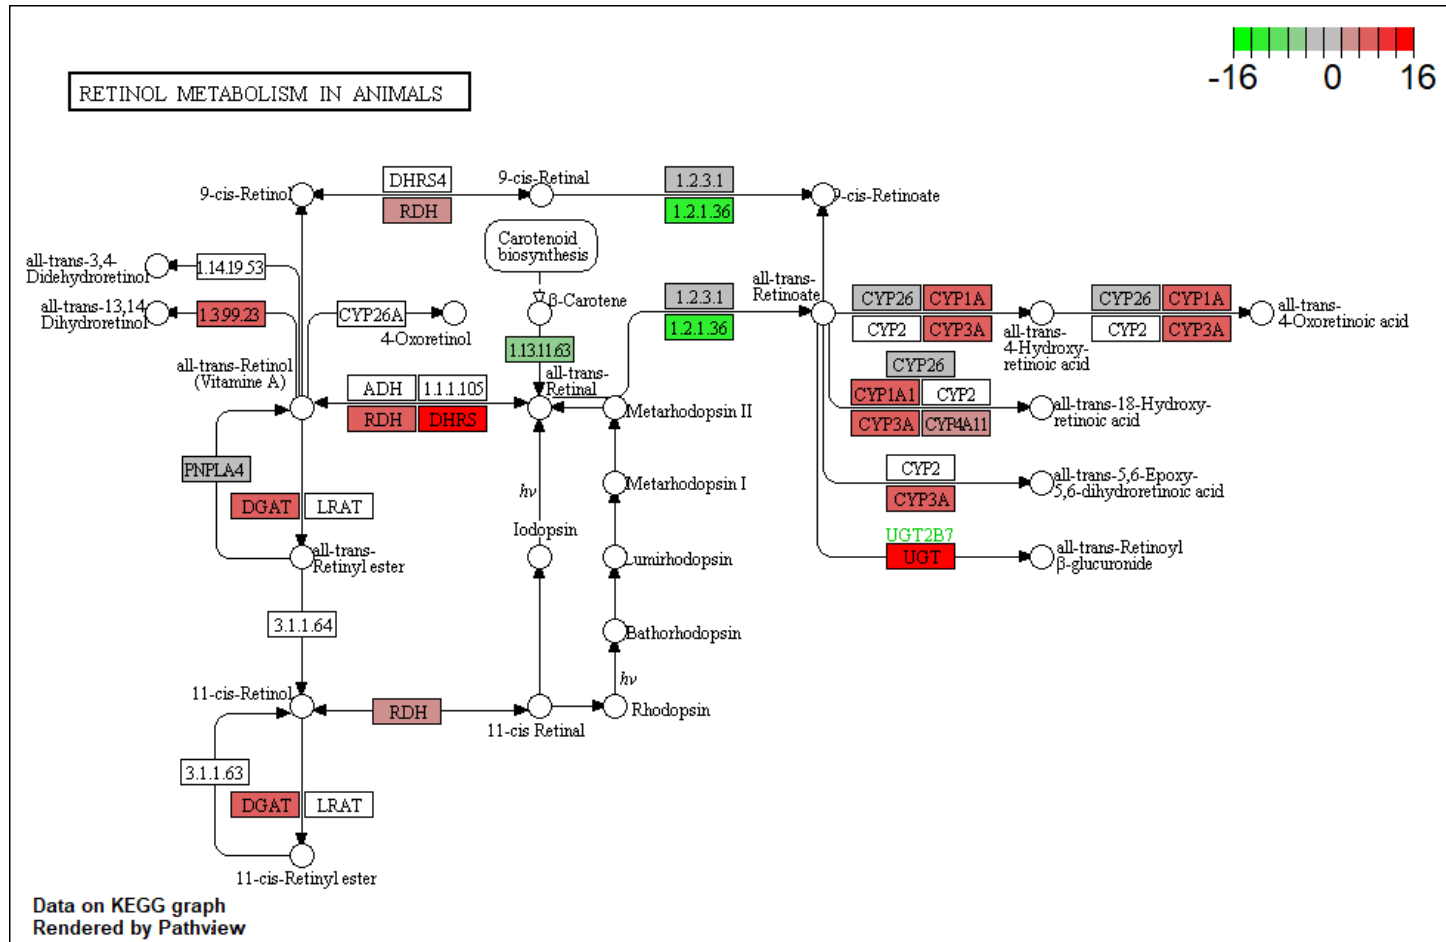 -16 0 16
RETINOL METABOLISM IN ANIMALS
DHRS4
9-cis-Retinol
9-cis-Retinal
1.2.3.1
9-cis-Retinoate
RDH
1.2.1.36
Carotenoid
biosynthesis
all-trans-3,4-
Didehydroretinol
1.14.19.53
all-trans-13,14-
Dihydroretinol
1.3.99.23
CYP26A
4-Oxoretinol
β-Carotene
1.13.11.63
1.2.3.1
1.2.1.36
all-trans-
Retinoate
CYP26 CYP1A
CYP2 CYP3A
all-trans-
4-Hydroxy-
retinoic acid
CYP26 CYP1A
CYP2 CYP3A
all-trans-
4-Oxoretinoic acid
all-trans-Retinol
(Vitamine A)
ADH 1.1.1.105
RDH DHRS
all-trans-
Retinal
Metarhodopsin II
CYP26
CYP1A1 CYP2
CYP3A CYP4A11
all-trans-18-Hydroxy-
retinoic acid
PNPLA4
DGAT LRAT
hν
Metarhodopsin I
CYP2
CYP3A
all-trans-5,6-Epoxy-
5,6-dihydroretinoic acid
Iodopsin
all-trans-
Retinyl ester
Lumirhodopsin
UGT2B7
UGT
all-trans-Retinoyl
β-glucuronide
3.1.1.64
Bathorhodopsin
hν
11-cis-Retinol
RDH
11-cis Retinal
Rhodopsin
3.1.1.63
DGAT LRAT
11-cis-Retinyl ester
Data on KEGG graph
Rendered by Pathview